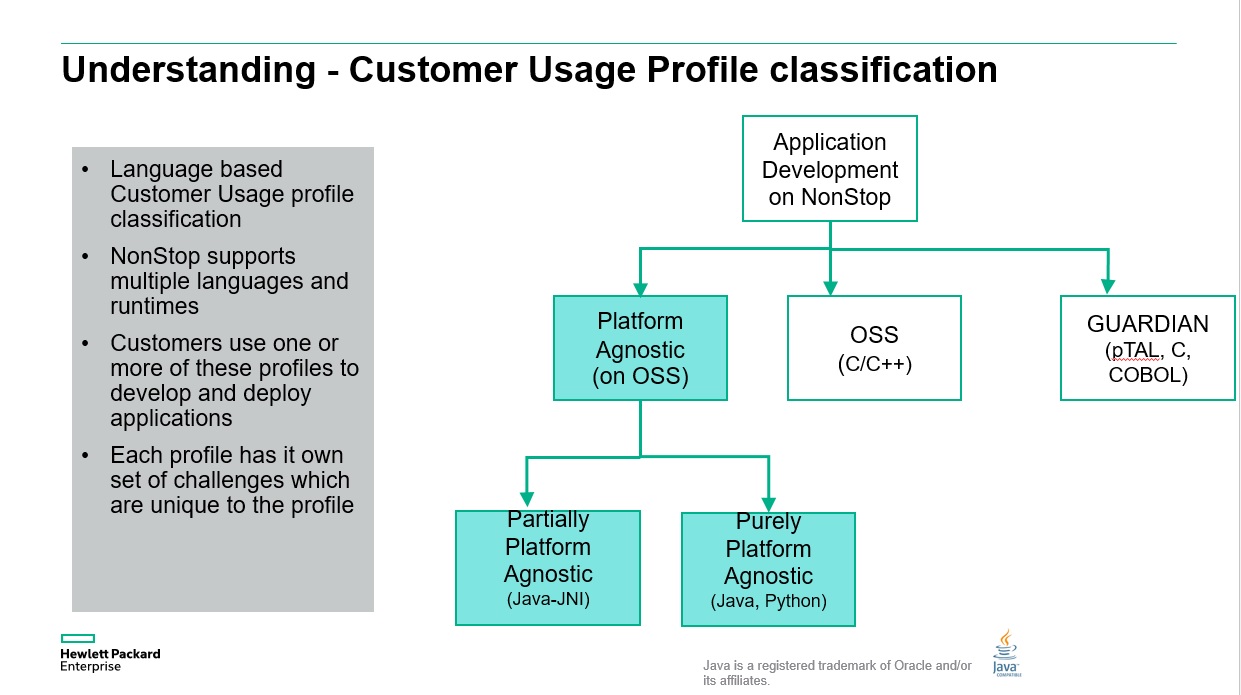 Understanding - Customer Usage Profile classification
• Language based
Customer Usage profile
classification
• NonStop supports
multiple languages and
runtimes
• Customers use one or
more of these profiles to
develop and deploy
applications
• Each profile has it own
set of challenges which
are unique to the profile
Application
Development
on NonStop
Platform
Agnostic
(on OSS)
OSS
(C/C++)
GUARDIAN
(pTAL, C,
COBOL)
Partially
Platform
Agnostic
(Java-JNI)
Purely
Platform
Agnostic
(Java, Python)
Hewlett Packard
Enterprise
Java is a registered trademark of Oracle and/or
its affiliates.
Java™
COMPATIBLE